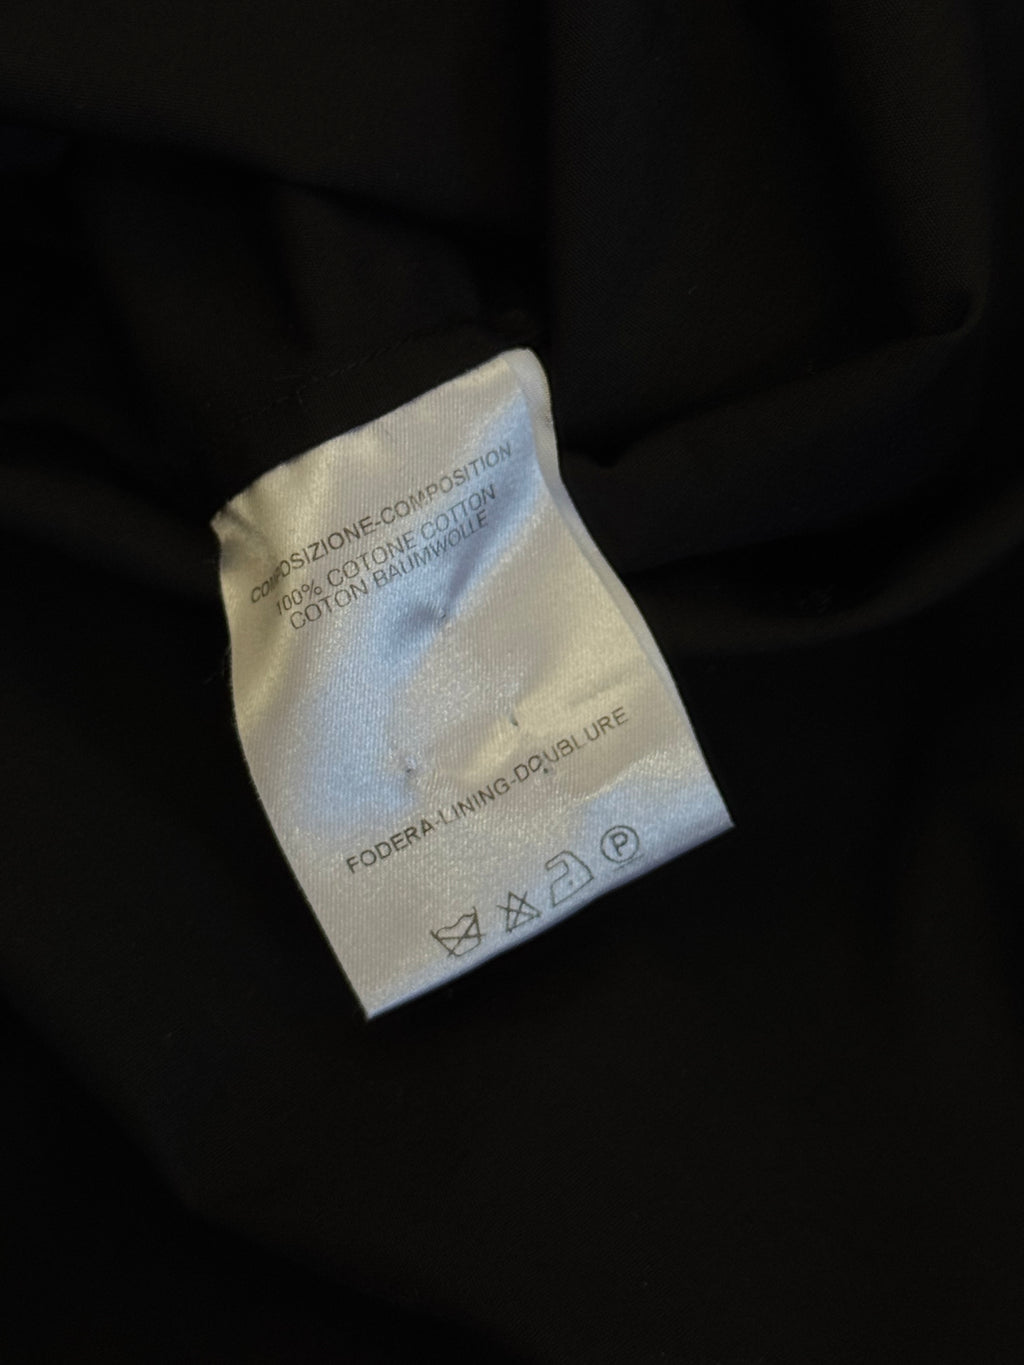 COMPOSIZIONE-COMPOSITION
100% COTONE COTTON
COTON BAUMWOLLE
FODERA-LINING-DOUBLURE
P